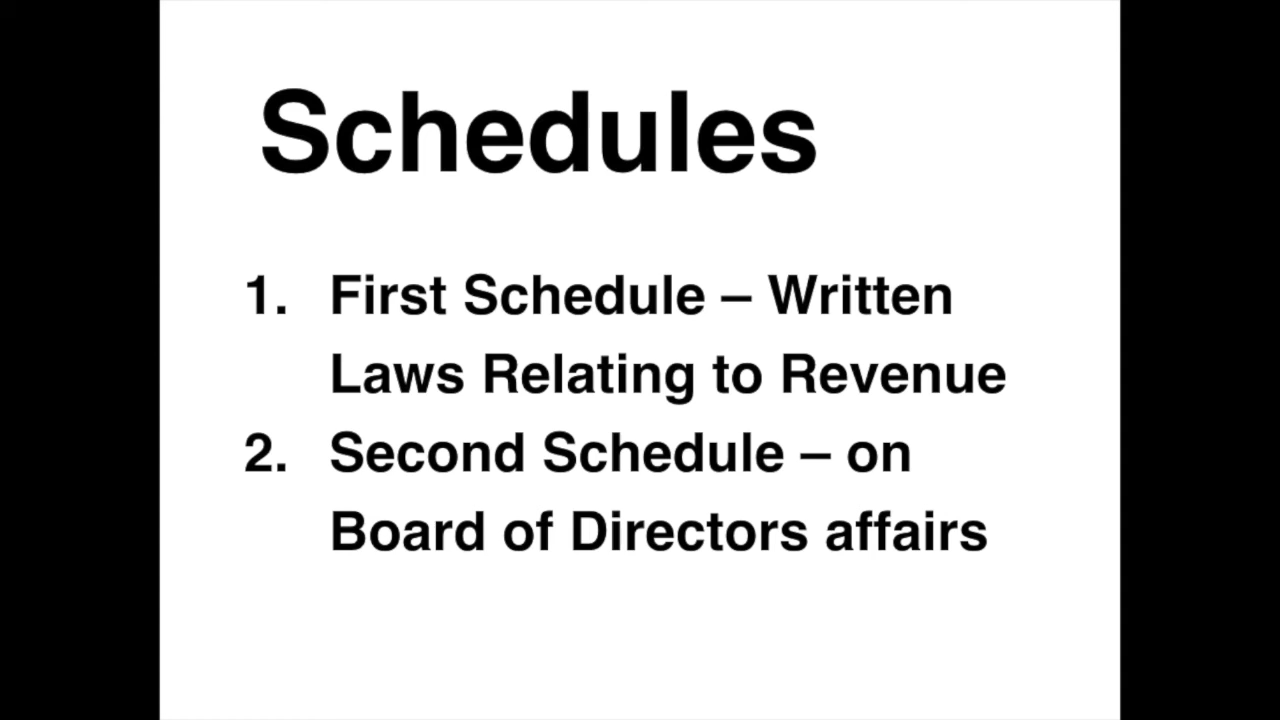 Schedules
1. First Schedule – Written
Laws Relating to Revenue
2. Second Schedule – on
Board of Directors affairs